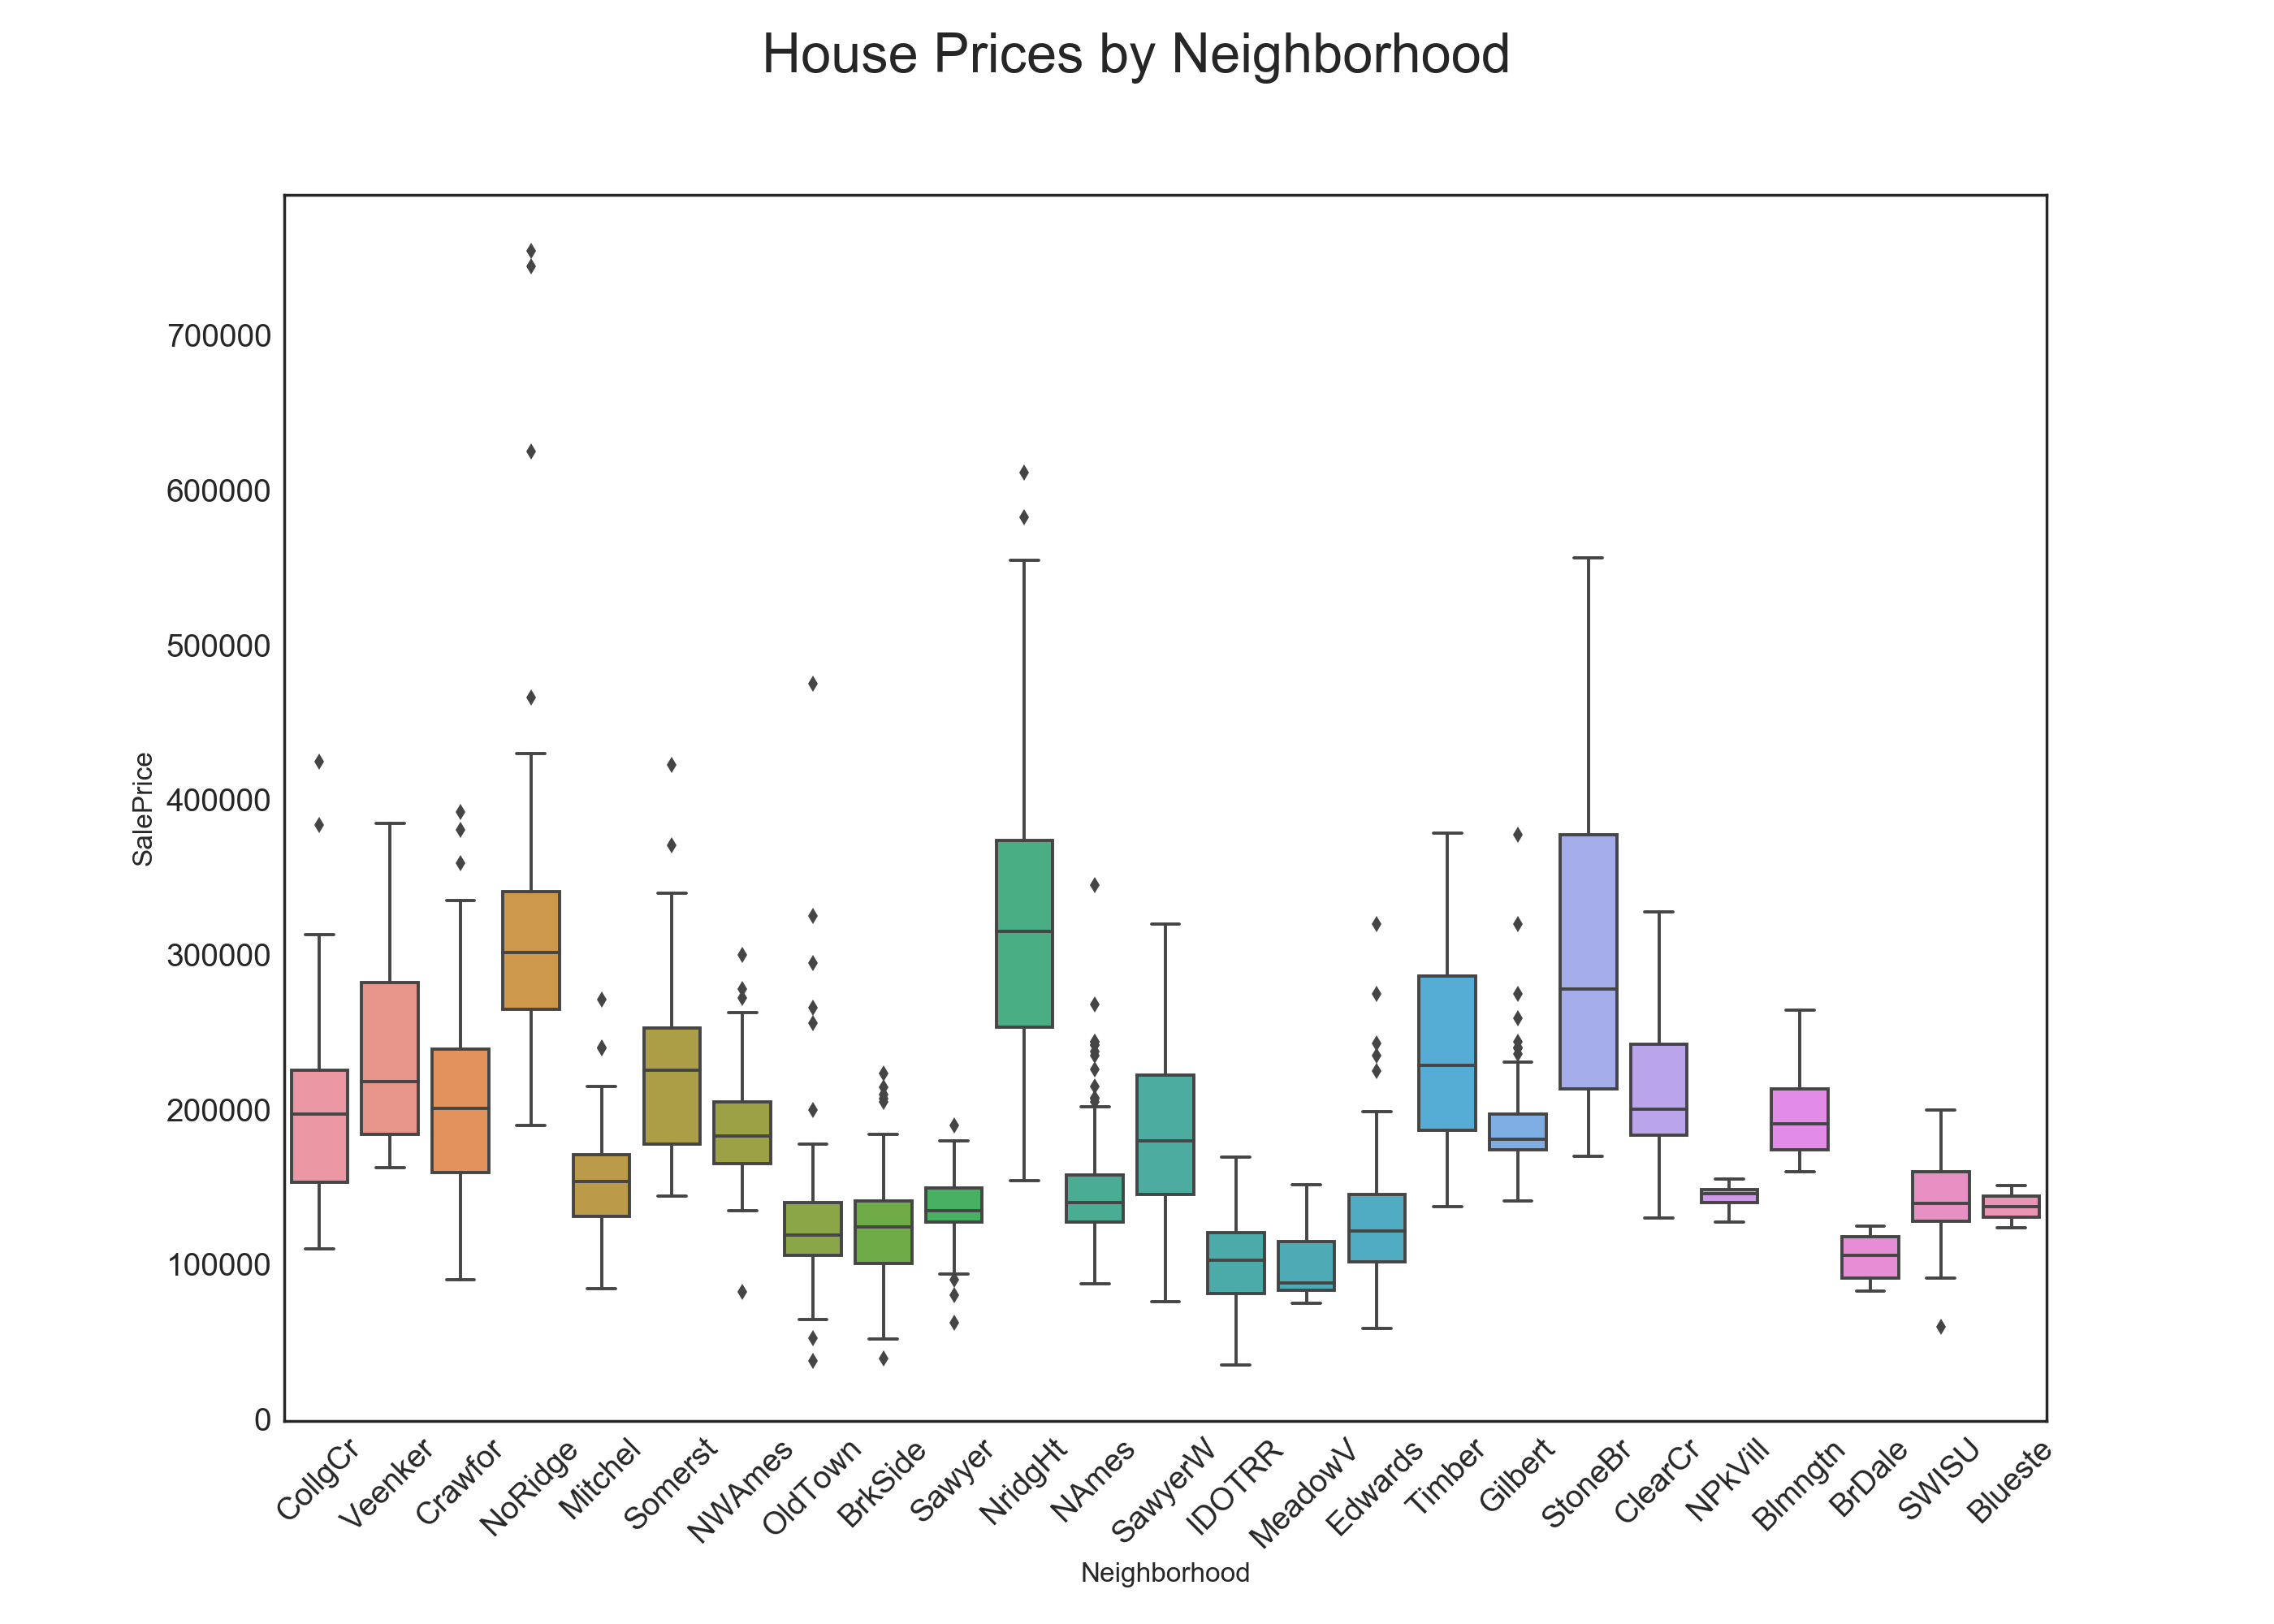 House Prices by Neighborhood
700000
600000
500000
400000
300000
200000
100000
0
SalePrice
CollgCr
Veenker
Crawfor
NoRidge
Mitchel
Somerst
NWAmes
OldTown
BrkSide
Sawyer
NridgHt
NAmes
SawyerW
IDOTRR
MeadowV
Edwards
Timber
Gilbert
StoneBr
ClearCr
NPkVill
Blmngtn
BrDale
SWISU
Blueste
Neighborhood